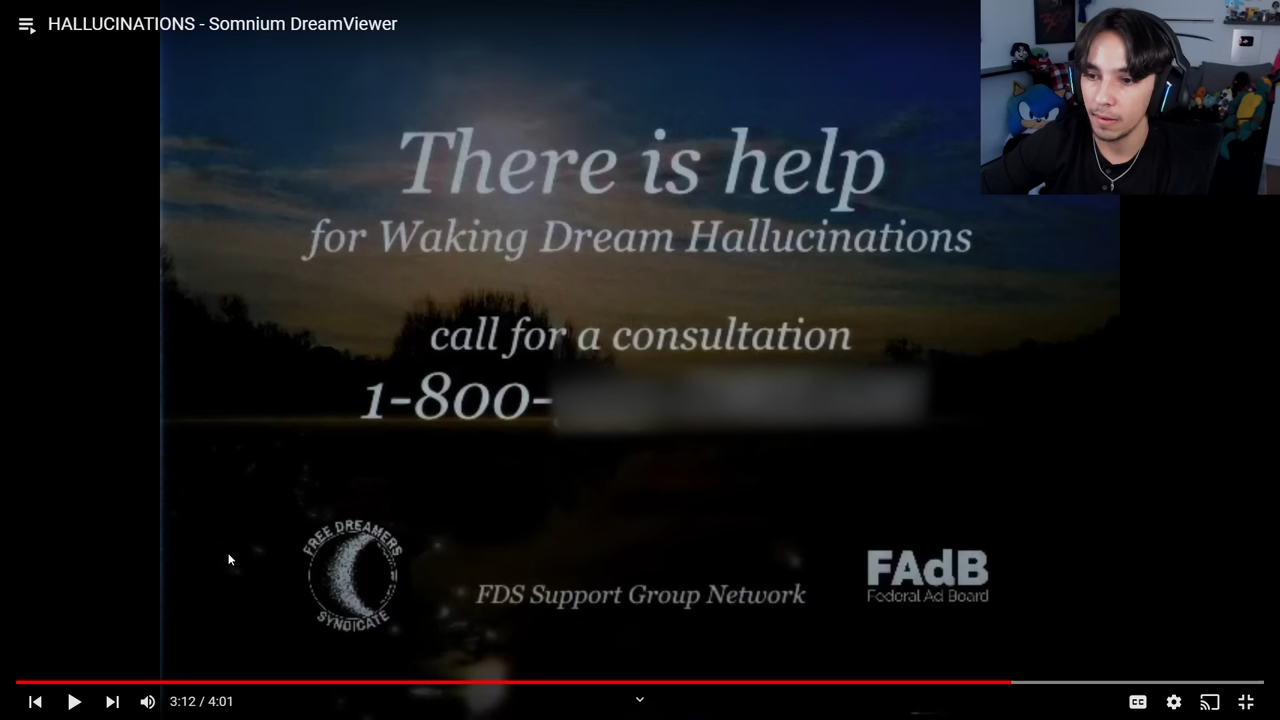 HALLUCINATIONS - Somnium DreamViewer
There is help
for Waking Dream Hallucinations
call for a consultation
1-800-
FREE DREAMERS
SYNDICATE
FDS Support Group Network
FAdB
Federal Ad Board
3:12 / 4:01
CC